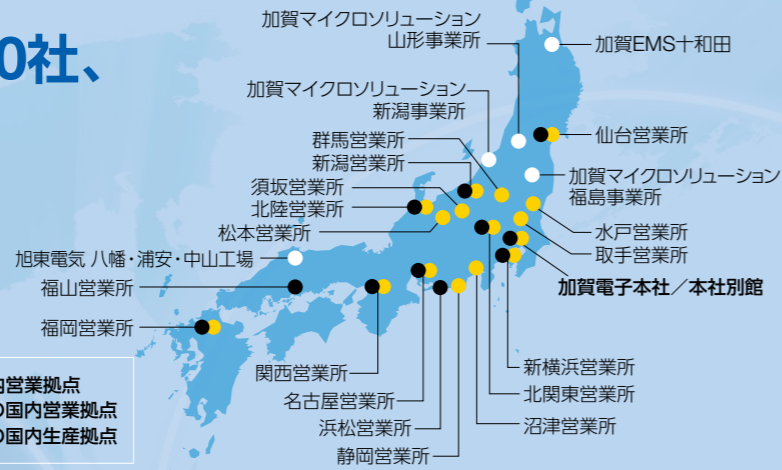 0社、
加賀マイクロソリューション
山形事業所
加賀EMS十和田
加賀マイクロソリューション
新潟事業所
群馬営業所
仙台営業所
新潟営業所
加賀マイクロソリューション
福島事業所
須坂営業所
北陸営業所
松本営業所
水戸営業所
取手営業所
旭東電気 八幡・浦安・中山工場
加賀電子本社／本社別館
福山営業所
福岡営業所
関西営業所
新横浜営業所
名古屋営業所
北関東営業所
浜松営業所
沼津営業所
静岡営業所
営業拠点
国内営業拠点
国内生産拠点